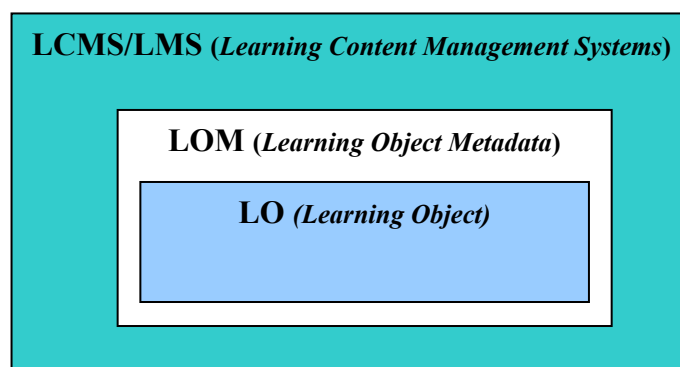 LCMS/LMS (Learning Content Management Systems)
LOM (Learning Object Metadata)
LO (Learning Object)